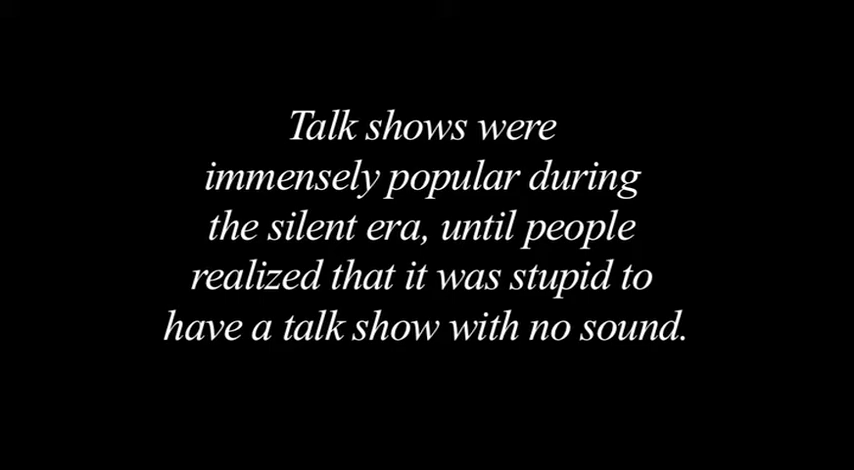 Talk shows were
immensely popular during
the silent era, until people
realized that it was stupid to
have a talk show with no sound.